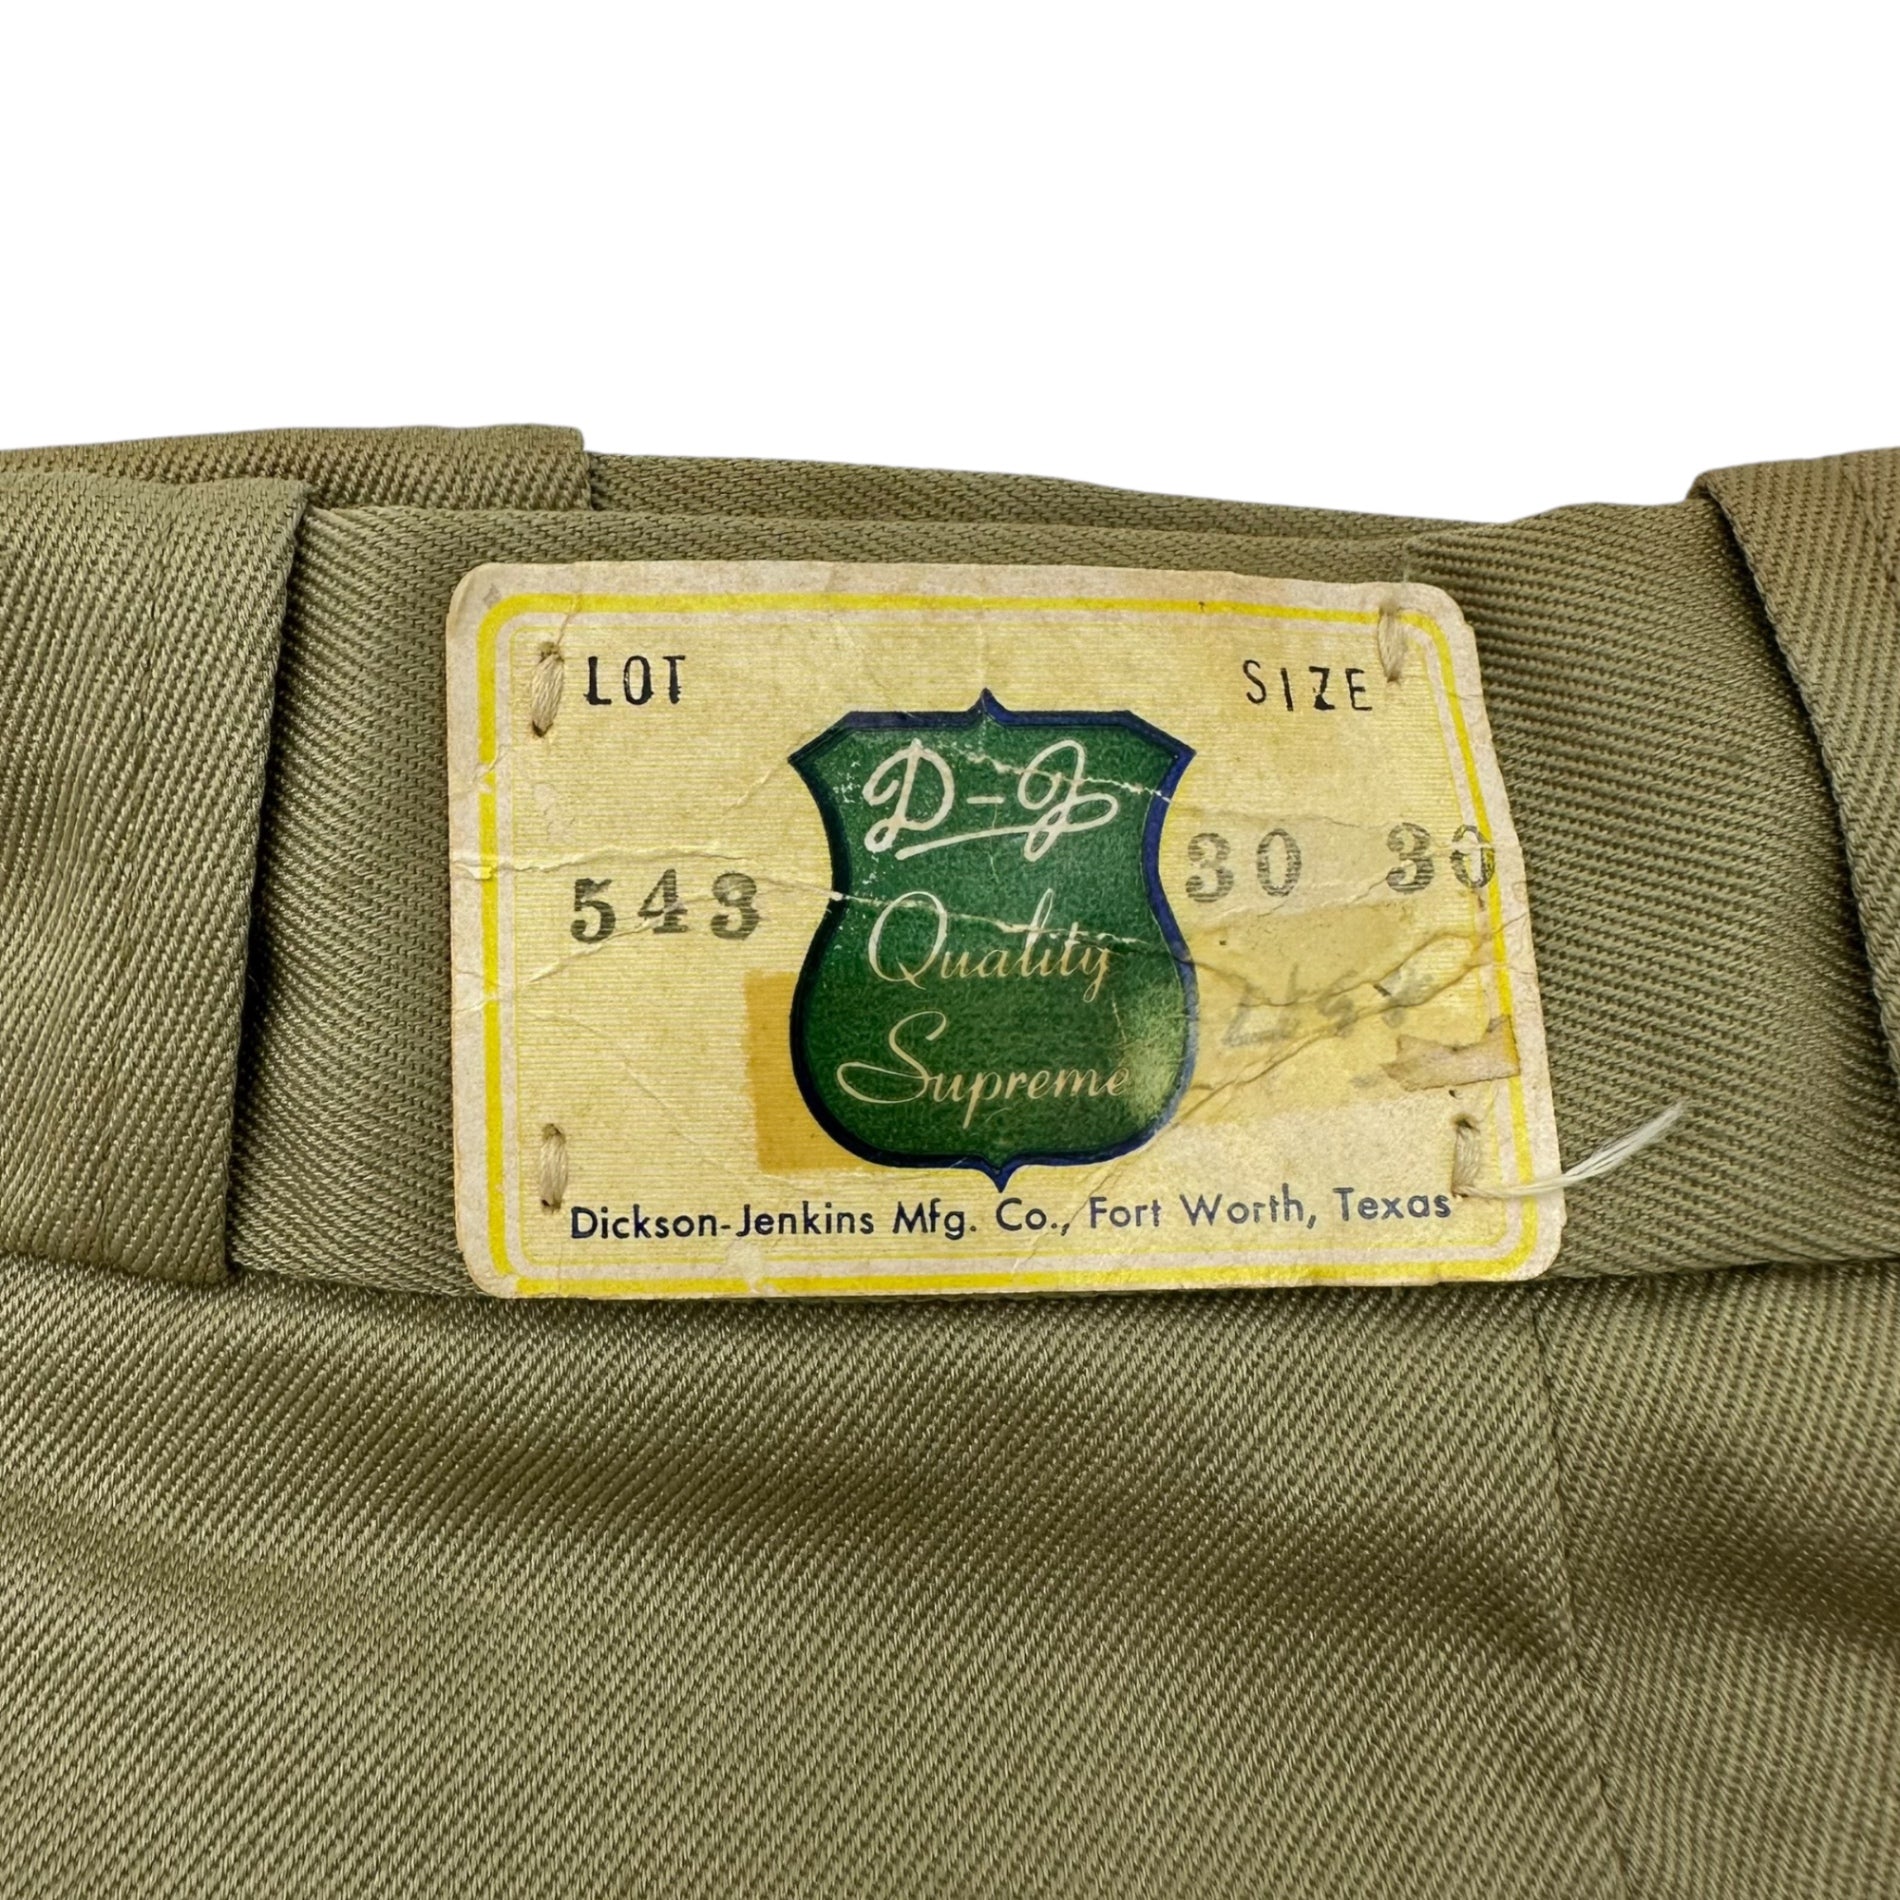 LOT SIZE
D-J
543 30 30
Quality
Supreme
Dickson-Jenkins Mfg. Co., Fort Worth, Texas